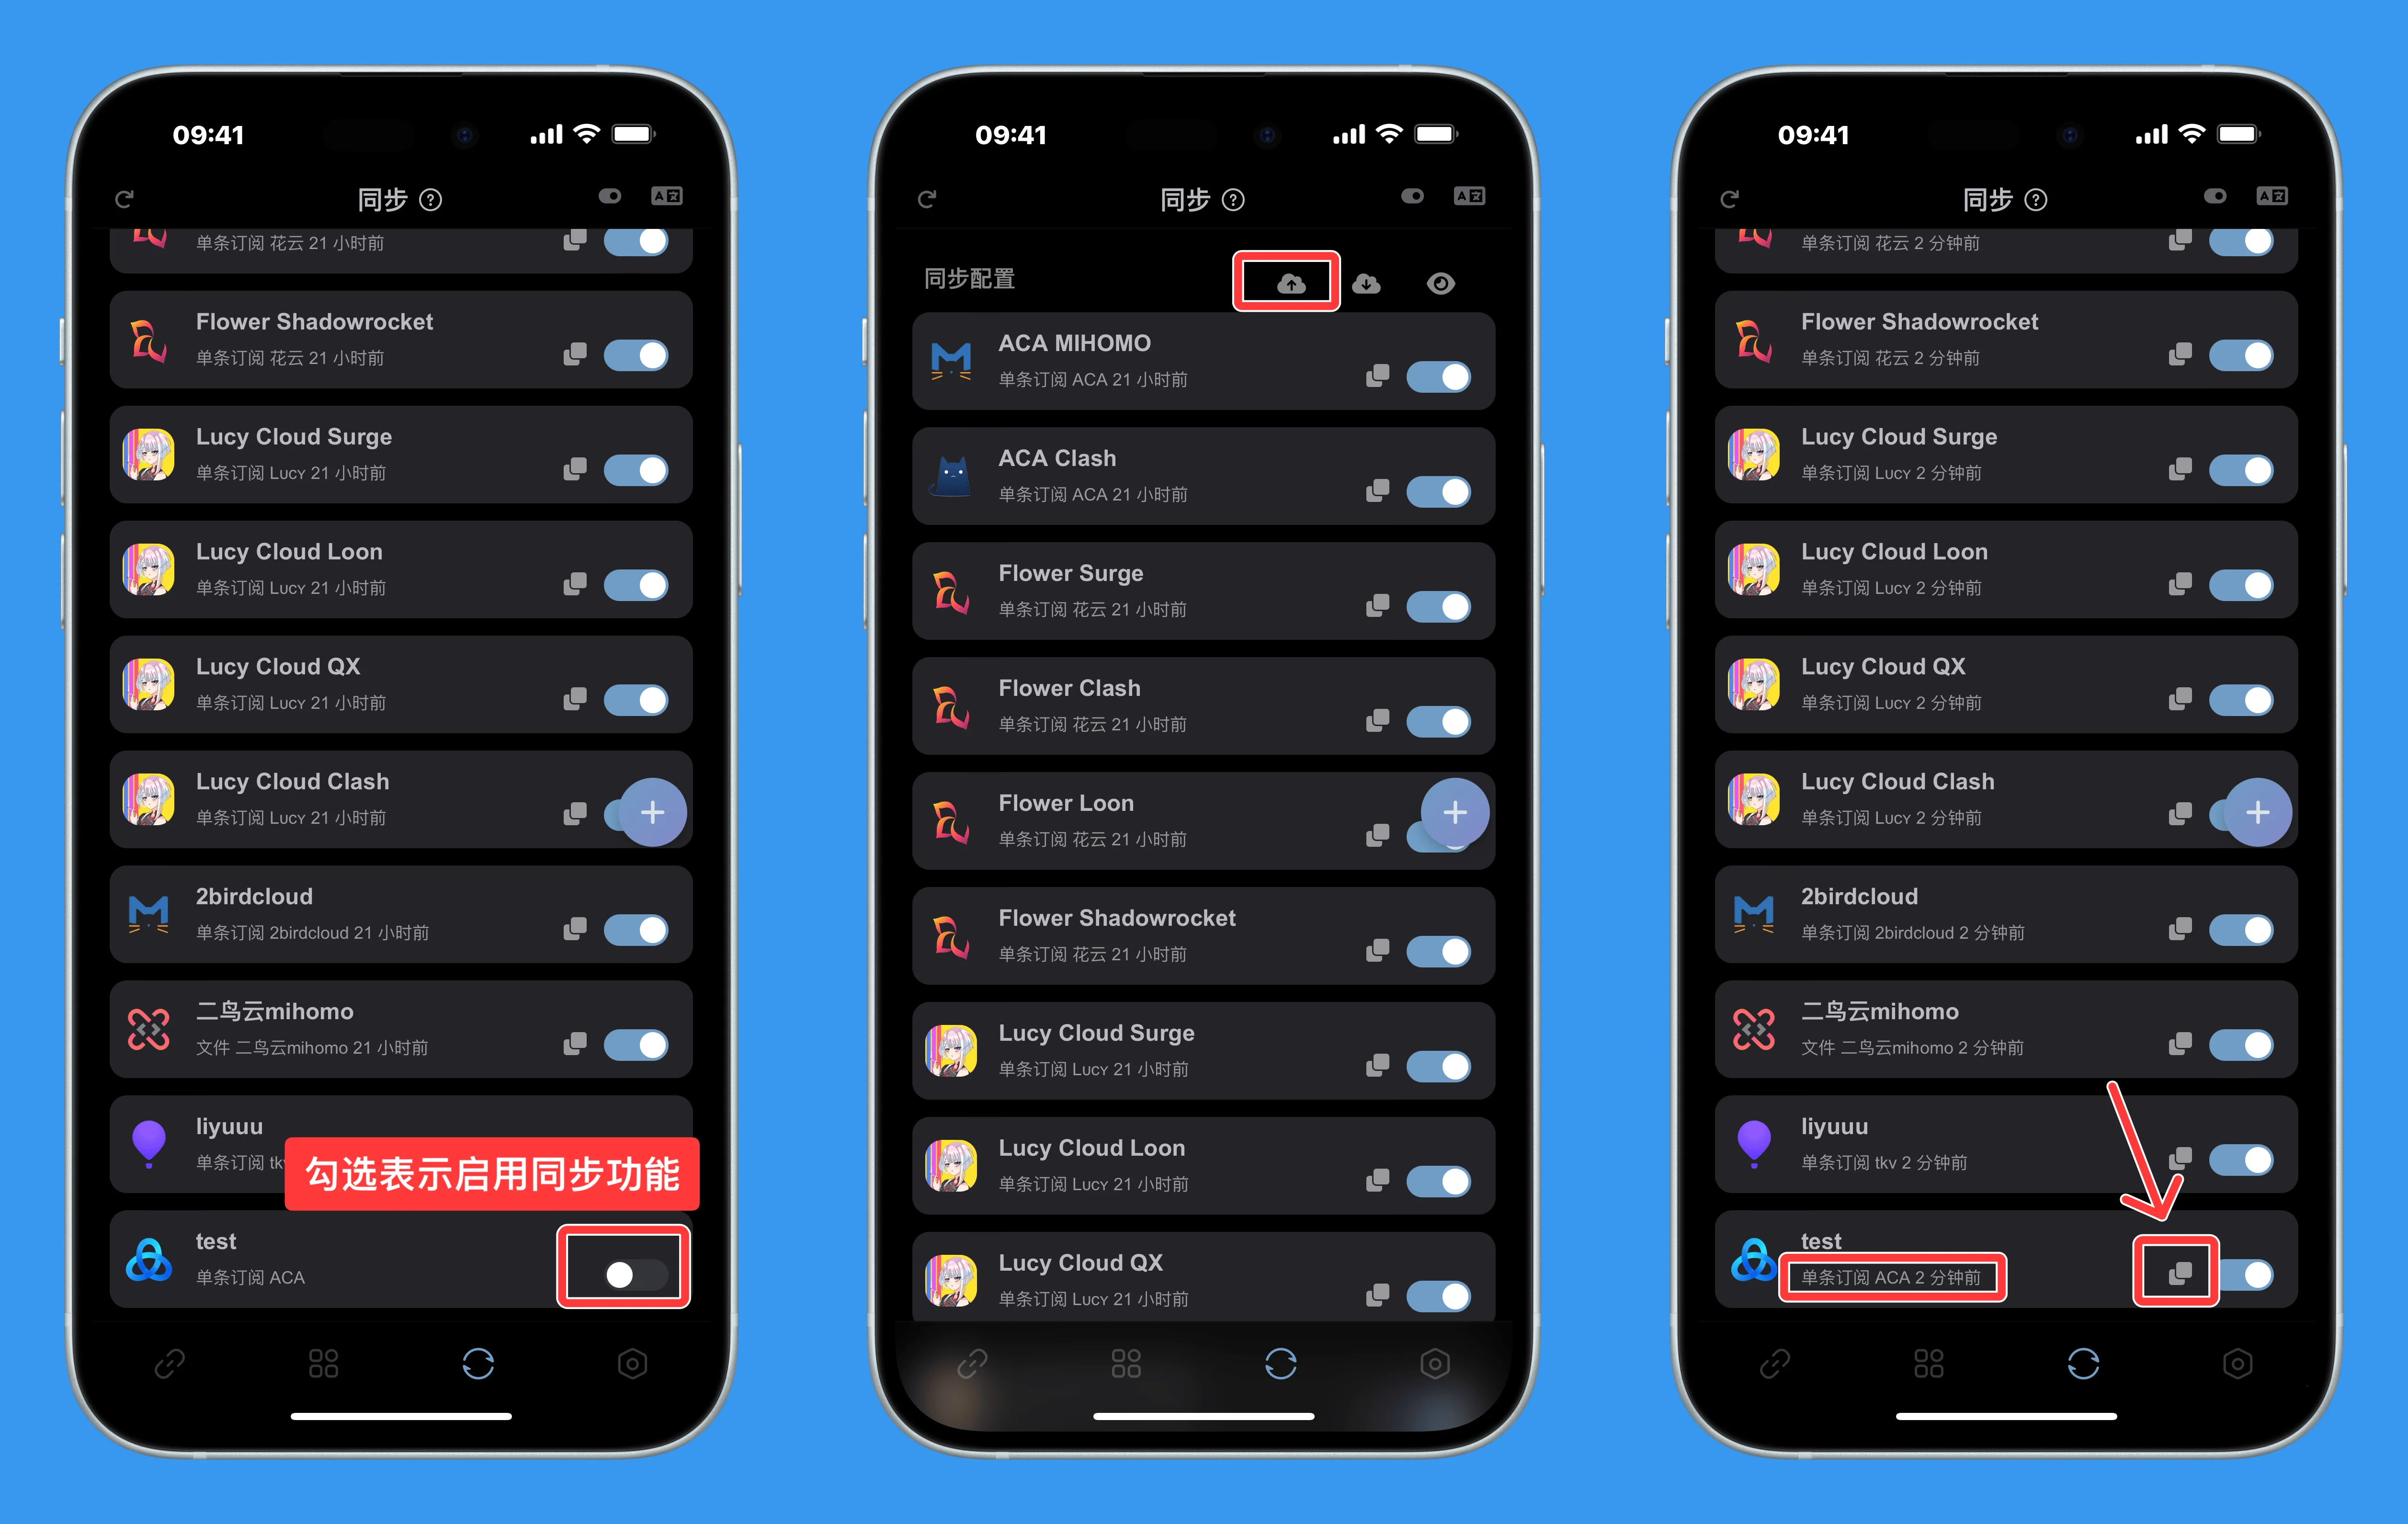 09:41
同步
单条订阅 花云 21 小时前
Flower Shadowrocket
单条订阅 花云 21 小时前
Lucy Cloud Surge
单条订阅 Lucy 21 小时前
Lucy Cloud Loon
单条订阅 Lucy 21 小时前
Lucy Cloud QX
单条订阅 Lucy 21 小时前
Lucy Cloud Clash
单条订阅 Lucy 21 小时前
2birdcloud
单条订阅 2birdcloud 21 小时前
二鸟云mihomo
文件 二鸟云mihomo 21 小时前
liyuuu
单条订阅
勾选表示启用同步功能
test
单条订阅 ACA
09:41
同步
同步配置
ACA MIHOMO
单条订阅 ACA 21 小时前
ACA Clash
单条订阅 ACA 21 小时前
Flower Surge
单条订阅 花云 21 小时前
Flower Clash
单条订阅 花云 21 小时前
Flower Loon
单条订阅 花云 21 小时前
Flower Shadowrocket
单条订阅 花云 21 小时前
Lucy Cloud Surge
单条订阅 Lucy 21 小时前
Lucy Cloud Loon
单条订阅 Lucy 21 小时前
Lucy Cloud QX
单条订阅 Lucy 21 小时前
09:41
同步
单条订阅 花云 2 分钟前
Flower Shadowrocket
单条订阅 花云 2 分钟前
Lucy Cloud Surge
单条订阅 Lucy 2 分钟前
Lucy Cloud Loon
单条订阅 Lucy 2 分钟前
Lucy Cloud QX
单条订阅 Lucy 2 分钟前
Lucy Cloud Clash
单条订阅 Lucy 2 分钟前
2birdcloud
单条订阅 2birdcloud 2 分钟前
二鸟云mihomo
文件 二鸟云mihomo 2 分钟前
liyuuu
单条订阅 tkv 2 分钟前
test
单条订阅 ACA 2 分钟前